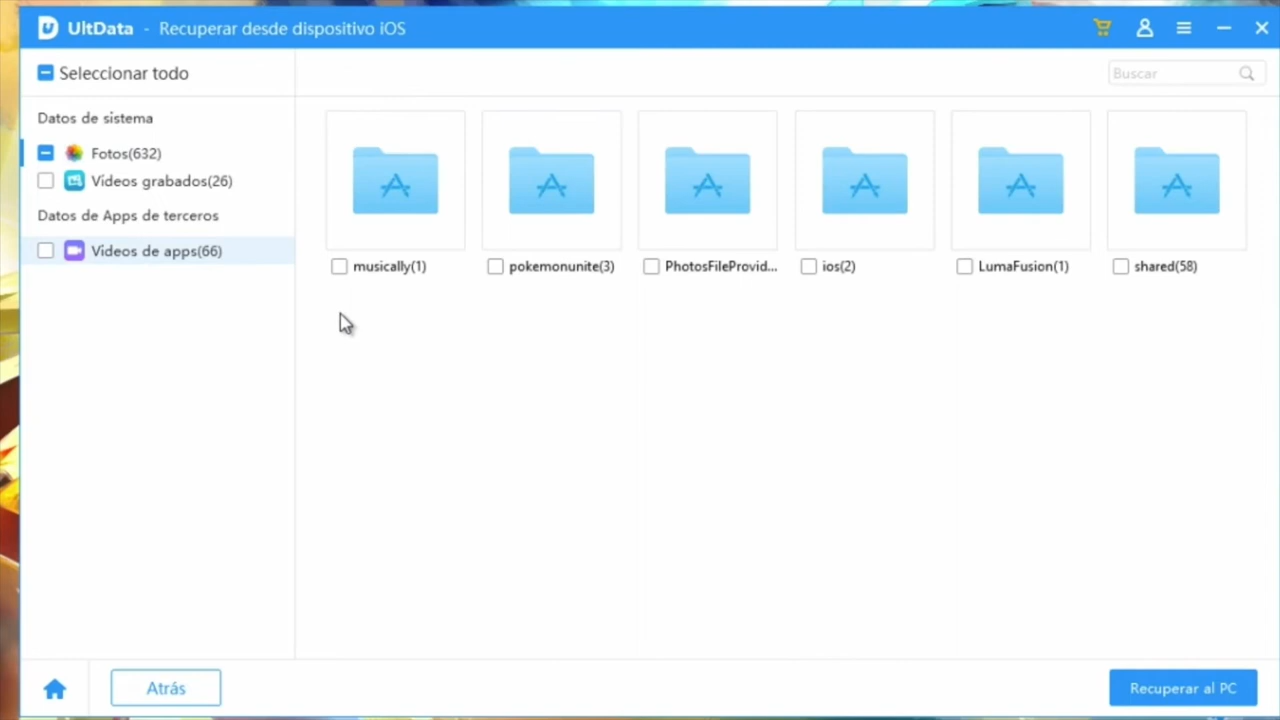 UltData - Recuperar desde dispositivo iOS
Seleccionar todo
Buscar
Datos de sistema
Fotos(632)
Vídeos grabados(26)
Datos de Apps de terceros
Vídeos de apps(66)
musically(1)
pokemonunite(3)
PhotosFileProvid...
ios(2)
LumaFusion(1)
shared(58)
Atrás
Recuperar al PC